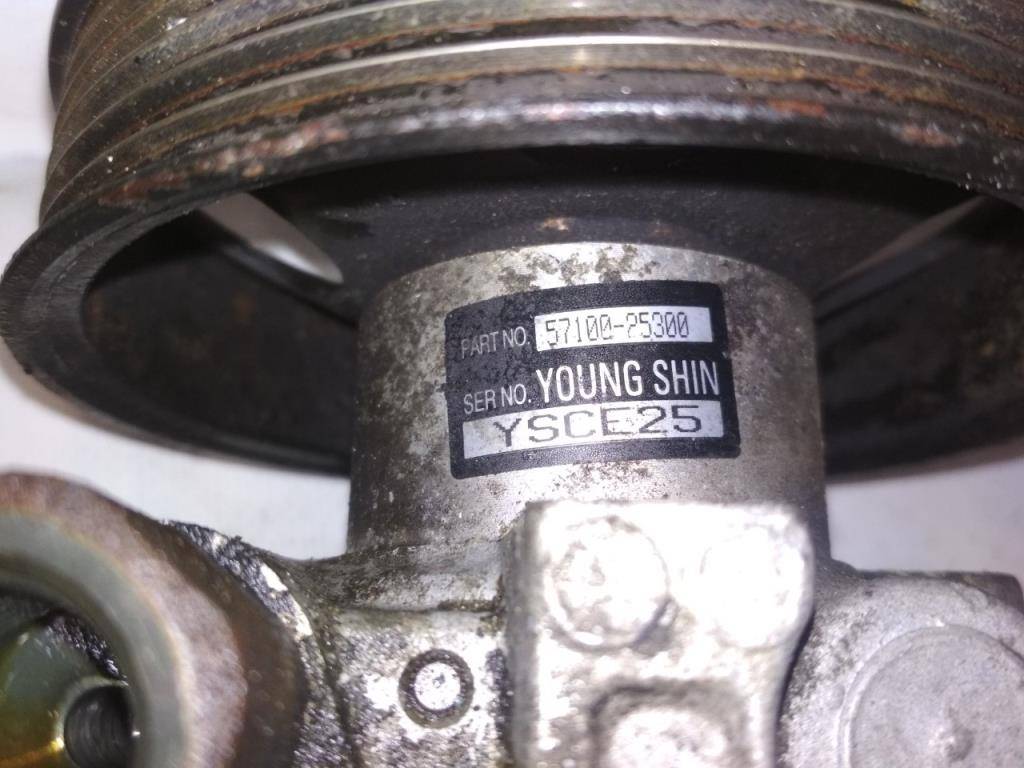 PART NO. 57100-25300
SER NO. YOUNG SHIN
YSCE25